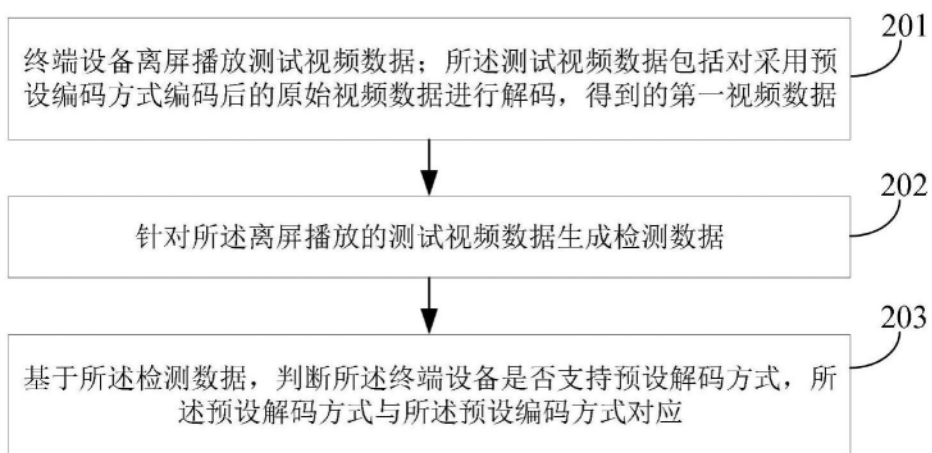 201
终端设备离屏播放测试视频数据；所述测试视频数据包括对采用预
设编码方式编码后的原始视频数据进行解码，得到的第一视频数据
202
针对所述离屏播放的测试视频数据生成检测数据
203
基于所述检测数据，判断所述终端设备是否支持预设解码方式，所
述预设解码方式与所述预设编码方式对应